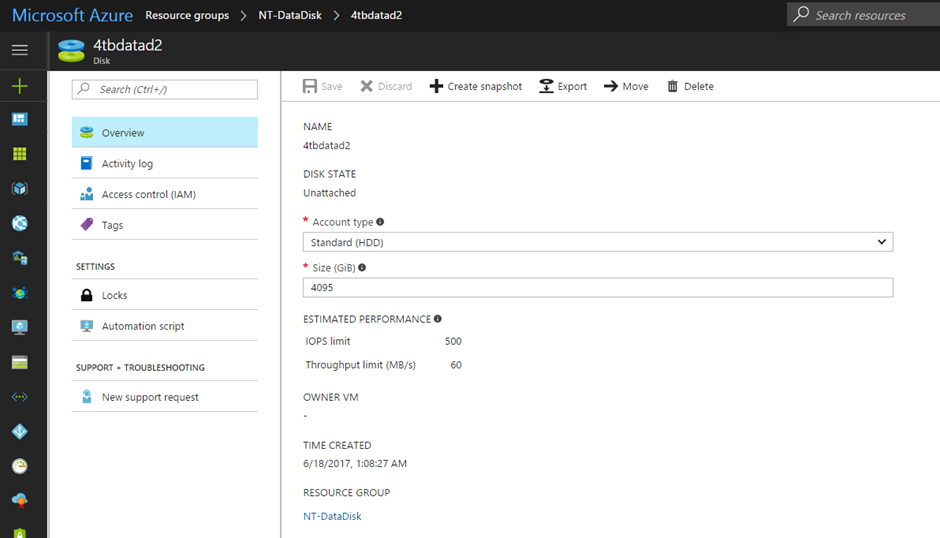 Microsoft Azure Resource groups > NT-DataDisk > 4tbdatad2 Search resources
4tbdatad2
Disk
Search (Ctrl+/)
Overview
Activity log
Access control (IAM)
Tags
SETTINGS
Locks
Automation script
SUPPORT + TROUBLESHOOTING
New support request
Save Discard Create snapshot Export Move Delete
NAME
4tbdatad2
DISK STATE
Unattached
* Account type
Standard (HDD)
* Size (GiB)
4095
ESTIMATED PERFORMANCE
IOPS limit 500
Throughput limit (MB/s) 60
OWNER VM
-
TIME CREATED
6/18/2017, 1:08:27 AM
RESOURCE GROUP
NT-DataDisk